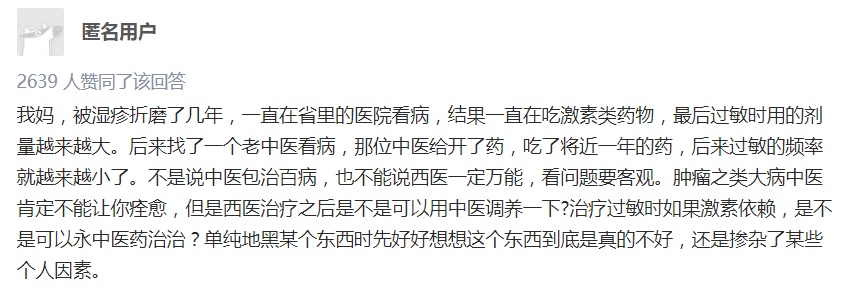 匿名用户
2639 人赞同了该回答
我妈，被湿疹折磨了几年，一直在省里的医院看病，结果一直在吃激素类药物，最后过敏时用的剂
量越来越大。后来找了一个老中医看病，那位中医给开了药，吃了将近一年的药，后来过敏的频率
就越来越小了。不是说中医包治百病，也不能说西医一定万能，看问题要客观。肿瘤之类大病中医
肯定不能让你痊愈，但是西医治疗之后是不是可以用中医调养一下?治疗过敏时如果激素依赖，是不
是可以永中医药治治？单纯地黑某个东西时先好好想想这个东西到底是真的不好，还是掺杂了某些
个人因素。